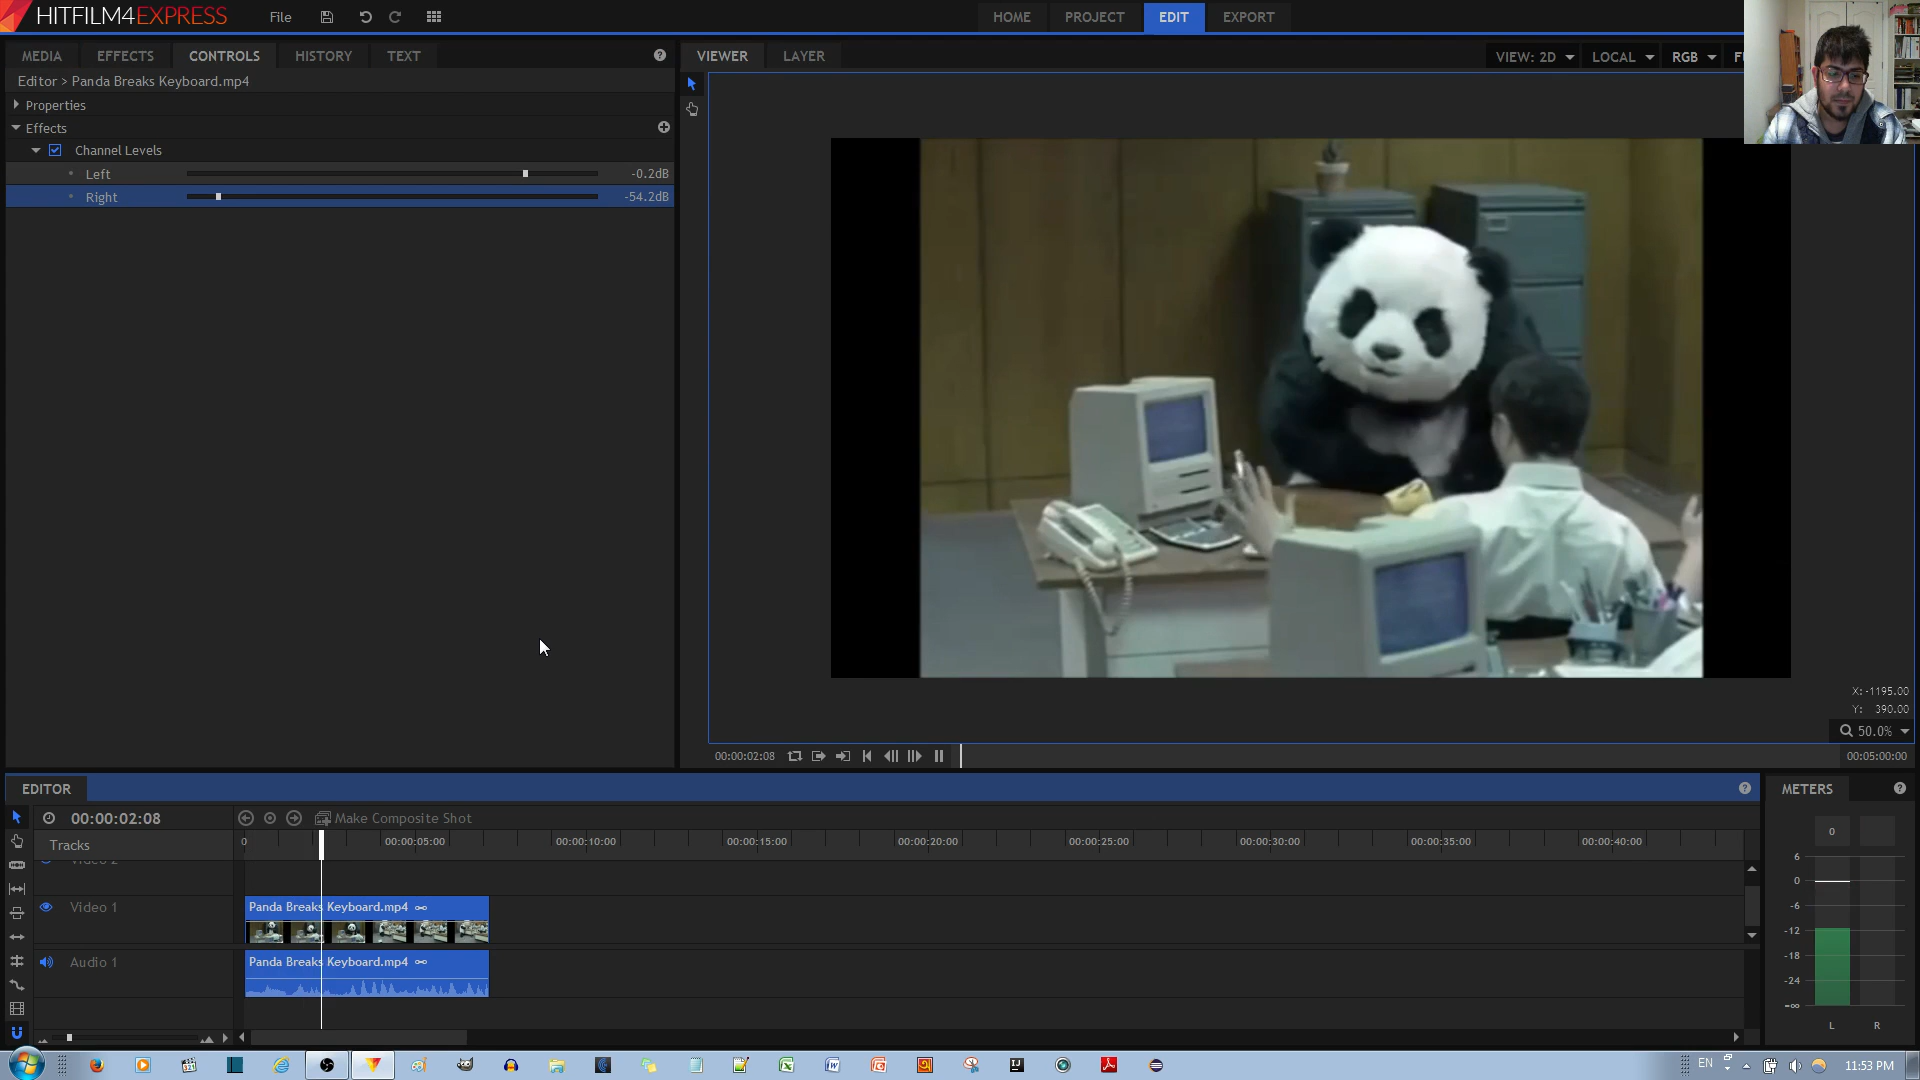 HITFILM4EXPRESS File HOME PROJECT EDIT EXPORT
MEDIA EFFECTS CONTROLS HISTORY TEXT
VIEWER LAYER VIEW: 2D LOCAL RGB
Editor > Panda Breaks Keyboard.mp4
Properties
Effects
Channel Levels
Left -0.2dB
Right -54.2dB
X: -1195.00
Y: 390.00
50.0%
00:00:02:08 00:05:00:00
EDITOR
00:00:02:08 Make Composite Shot
Tracks 0 00:00:05:00 00:00:10:00 00:00:15:00 00:00:20:00 00:00:25:00 00:00:30:00 00:00:35:00 00:00:40:00
Video 2
Video 1 Panda Breaks Keyboard.mp4
Audio 1 Panda Breaks Keyboard.mp4
METERS
0
6
0
-6
-12
-18
-24
-∞
L R
EN 11:53 PM